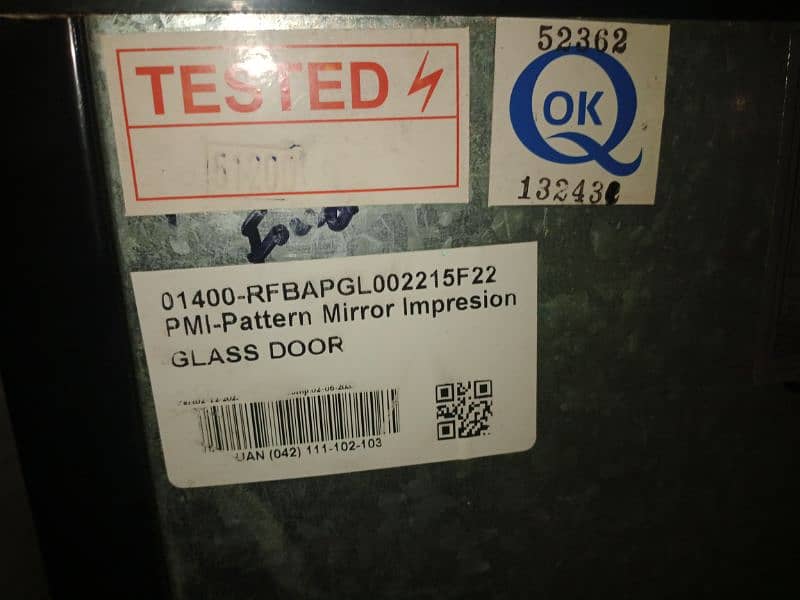 TESTED
52362
OK
13243
01400-RFBAPGL002215F22
PMI-Pattern Mirror Impresion
GLASS DOOR
UAN (042) 111-102-103